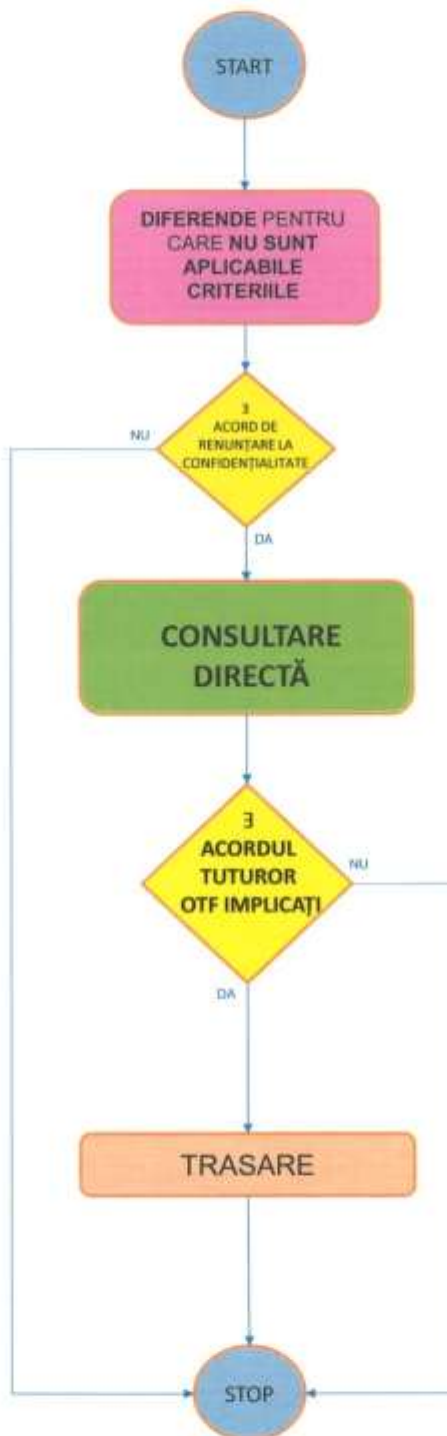 START
DIFERENDE PENTRU
CARE NU SUNT
APLICABILE
CRITERIILE
∃
ACORD DE
RENUNȚARE LA
CONFIDENȚIALITATE
NU
DA
CONSULTARE
DIRECTĂ
∃
ACORDUL
TUTUROR
OTF IMPLICAȚI
NU
DA
TRASARE
STOP